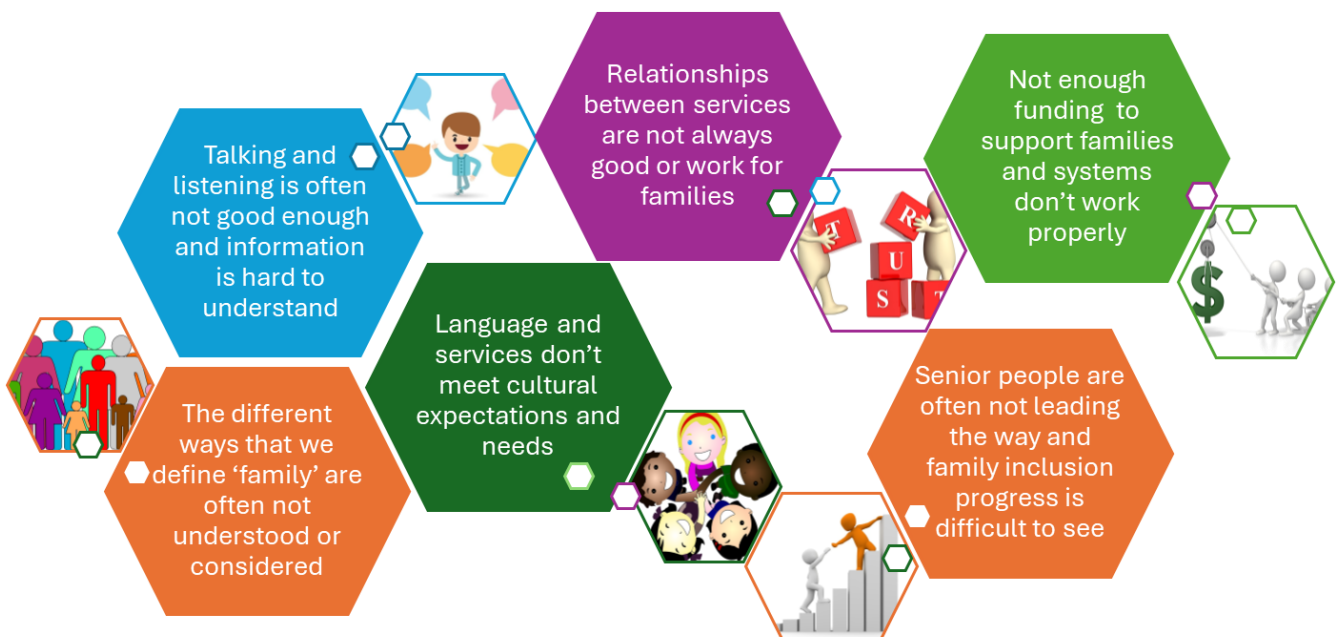 Talking and
listening is often
not good enough
and information
is hard to
understand
The different
ways that we
define ‘family’ are
often not
understood or
considered
Language and
services don’t
meet cultural
expectations and
needs
Relationships
between services
are not always
good or work for
families
T
R
U
S
T
Not enough
funding to
support families
and systems
don’t work
properly
$
Senior people are
often not leading
the way and
family inclusion
progress is
difficult to see